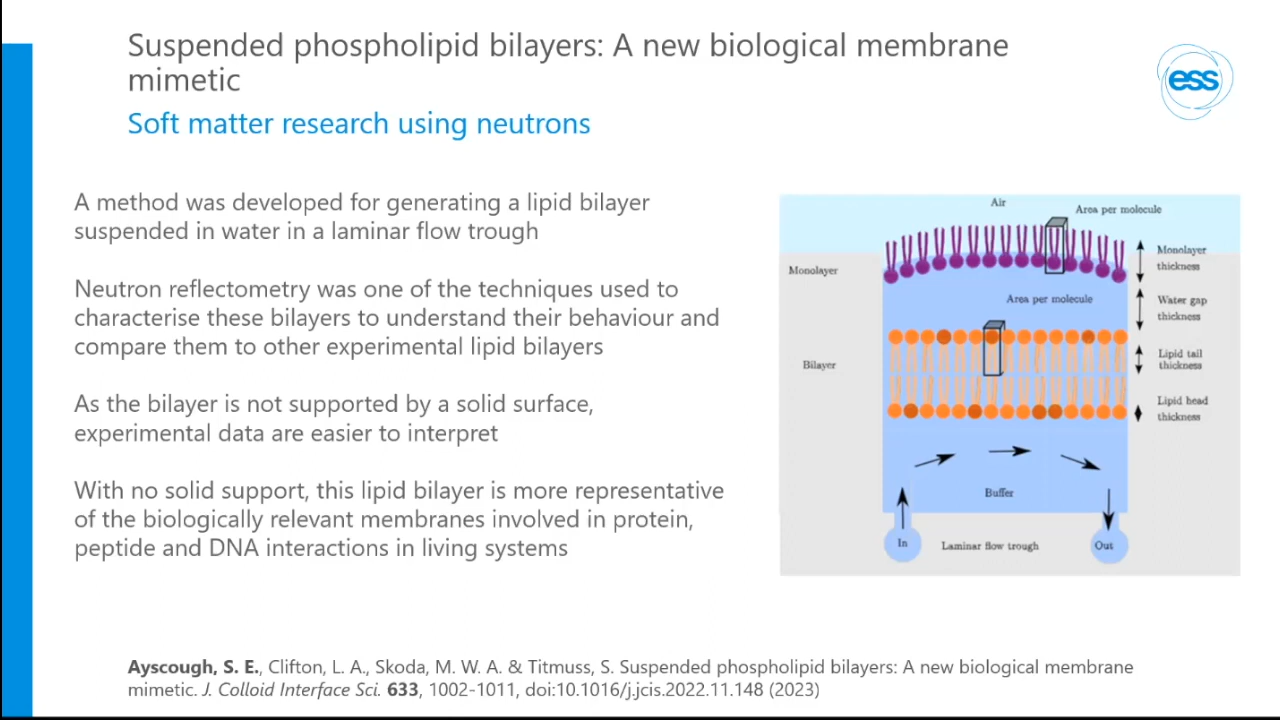 Suspended phospholipid bilayers: A new biological membrane
mimetic
Soft matter research using neutrons
ess
A method was developed for generating a lipid bilayer
suspended in water in a laminar flow trough
Neutron reflectometry was one of the techniques used to
characterise these bilayers to understand their behaviour and
compare them to other experimental lipid bilayers
As the bilayer is not supported by a solid surface,
experimental data are easier to interpret
With no solid support, this lipid bilayer is more representative
of the biologically relevant membranes involved in protein,
peptide and DNA interactions in living systems
Air
Area per molecule
Monolayer
Monolayer
thickness
Area per molecule
Water gap
thickness
Bilayer
Lipid tail
thickness
Lipid head
thickness
Buffer
In
Laminar flow trough
Out
Ayscough, S. E., Clifton, L. A., Skoda, M. W. A. & Titmuss, S. Suspended phospholipid bilayers: A new biological membrane
mimetic. J. Colloid Interface Sci. 633, 1002-1011, doi:10.1016/j.jcis.2022.11.148 (2023)